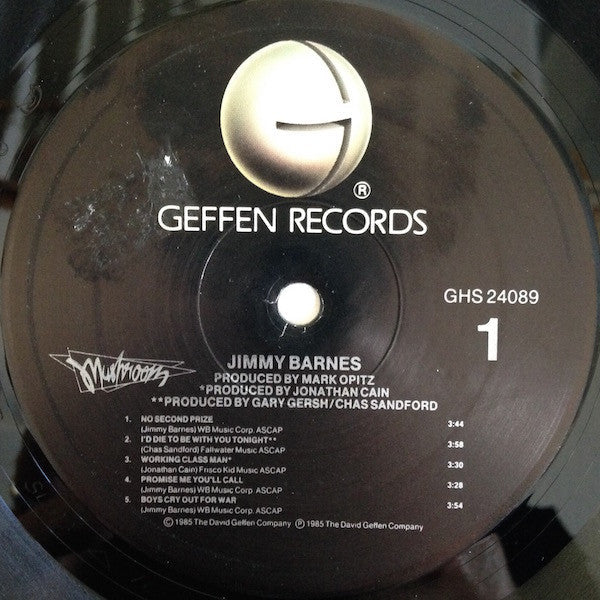 ®
GEFFEN RECORDS
GHS 24089
1
Mushroom
JIMMY BARNES
PRODUCED BY MARK OPITZ
*PRODUCED BY JONATHAN CAIN
**PRODUCED BY GARY GERSH/CHAS SANDFORD
1. NO SECOND PRIZE 3:44
(Jimmy Barnes) WB Music Corp. ASCAP
2. I'D DIE TO BE WITH YOU TONIGHT** 3:58
(Chas Sandford) Fallwater Music ASCAP
3. WORKING CLASS MAN* 3:30
(Jonathan Cain) Frisco Kid Music ASCAP
4. PROMISE ME YOU'LL CALL 3:28
(Jimmy Barnes) WB Music Corp. ASCAP
5. BOYS CRY OUT FOR WAR 3:54
(Jimmy Barnes) WB Music Corp. ASCAP
© 1985 The David Geffen Company ℗ 1985 The David Geffen Company